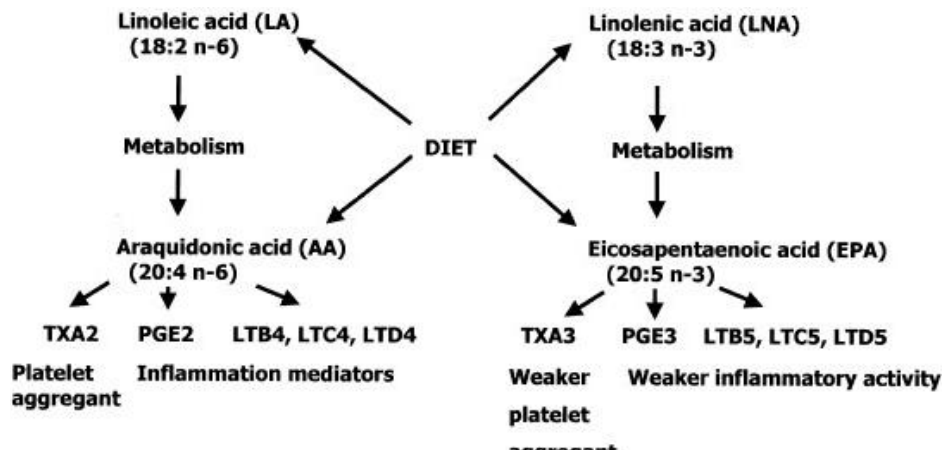 Linoleic acid (LA)
(18:2 n-6)
Linolenic acid (LNA)
(18:3 n-3)
Metabolism
DIET
Metabolism
Araquidonic acid (AA)
(20:4 n-6)
Eicosapentaenoic acid (EPA)
(20:5 n-3)
TXA2 PGE2 LTB4, LTC4, LTD4
TXA3 PGE3 LTB5, LTC5, LTD5
Platelet
aggregant
Inflammation mediators
Weaker
platelet
aggregant
Weaker inflammatory activity